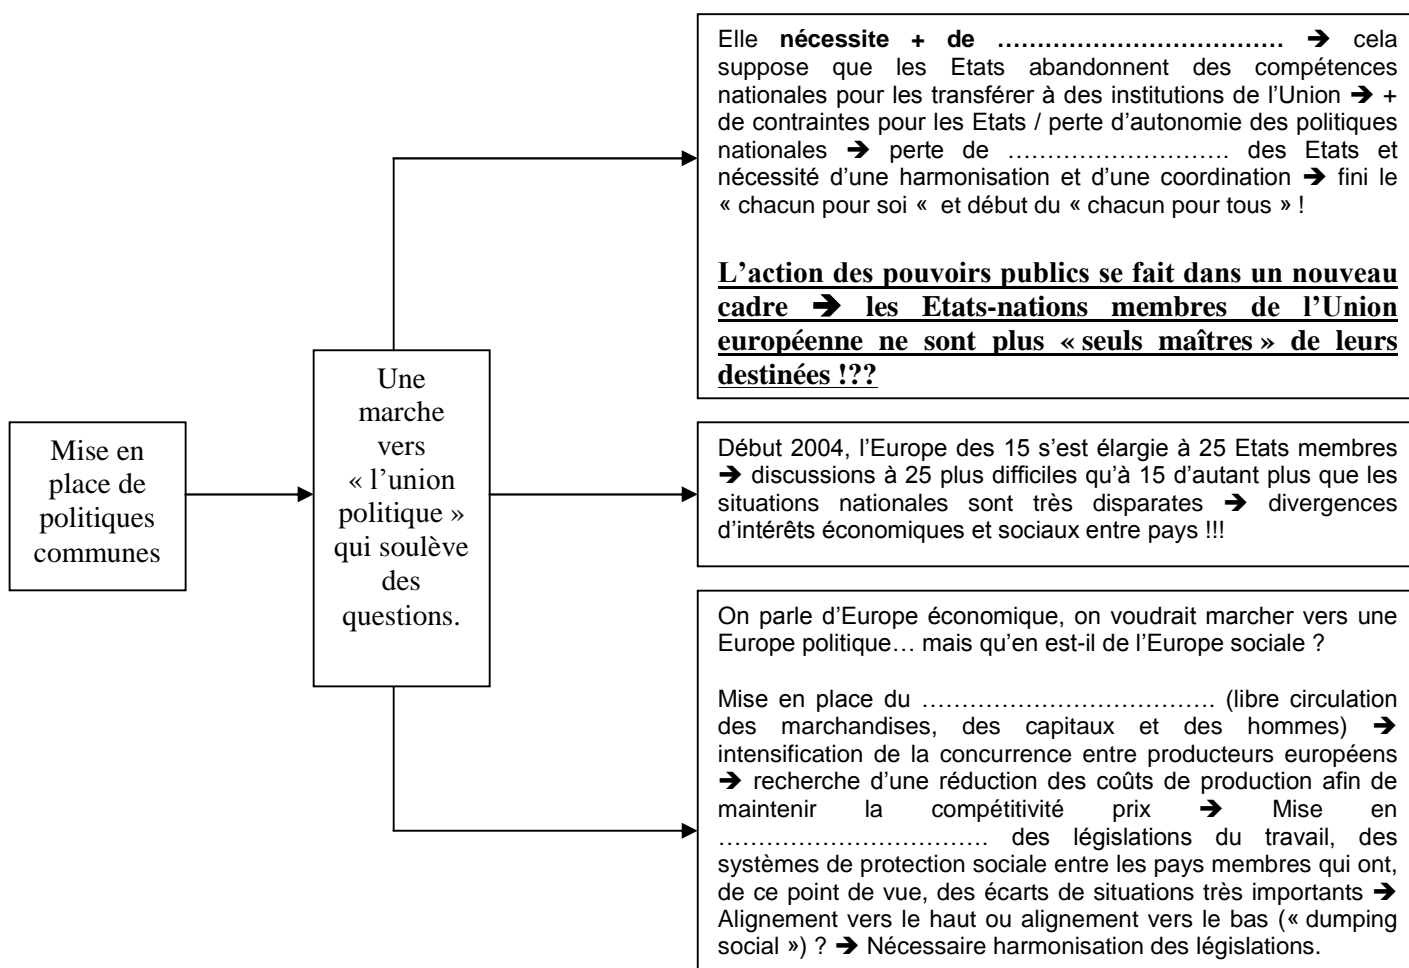 Mise en
place de
politiques
communes
Une
marche
vers
« l’union
politique »
qui soulève
des
questions.
Elle nécessite + de ……………………………… ➔ cela
suppose que les Etats abandonnent des compétences
nationales pour les transférer à des institutions de l’Union ➔ +
de contraintes pour les Etats / perte d’autonomie des politiques
nationales ➔ perte de ………………………. des Etats et
nécessité d’une harmonisation et d’une coordination ➔ fini le
« chacun pour soi « et début du « chacun pour tous » !
L’action des pouvoirs publics se fait dans un nouveau
cadre ➔ les Etats-nations membres de l’Union
européenne ne sont plus « seuls maîtres » de leurs
destinées !??
Début 2004, l’Europe des 15 s’est élargie à 25 Etats membres
➔ discussions à 25 plus difficiles qu’à 15 d’autant plus que les
situations nationales sont très disparates ➔ divergences
d’intérêts économiques et sociaux entre pays !!!
On parle d’Europe économique, on voudrait marcher vers une
Europe politique… mais qu’en est-il de l’Europe sociale ?
Mise en place du ………………………………. (libre circulation
des marchandises, des capitaux et des hommes) ➔
intensification de la concurrence entre producteurs européens
➔ recherche d’une réduction des coûts de production afin de
maintenir la compétitivité prix ➔ Mise en
……………………………. des législations du travail, des
systèmes de protection sociale entre les pays membres qui ont,
de ce point de vue, des écarts de situations très importants ➔
Alignement vers le haut ou alignement vers le bas (« dumping
social ») ? ➔ Nécessaire harmonisation des législations.